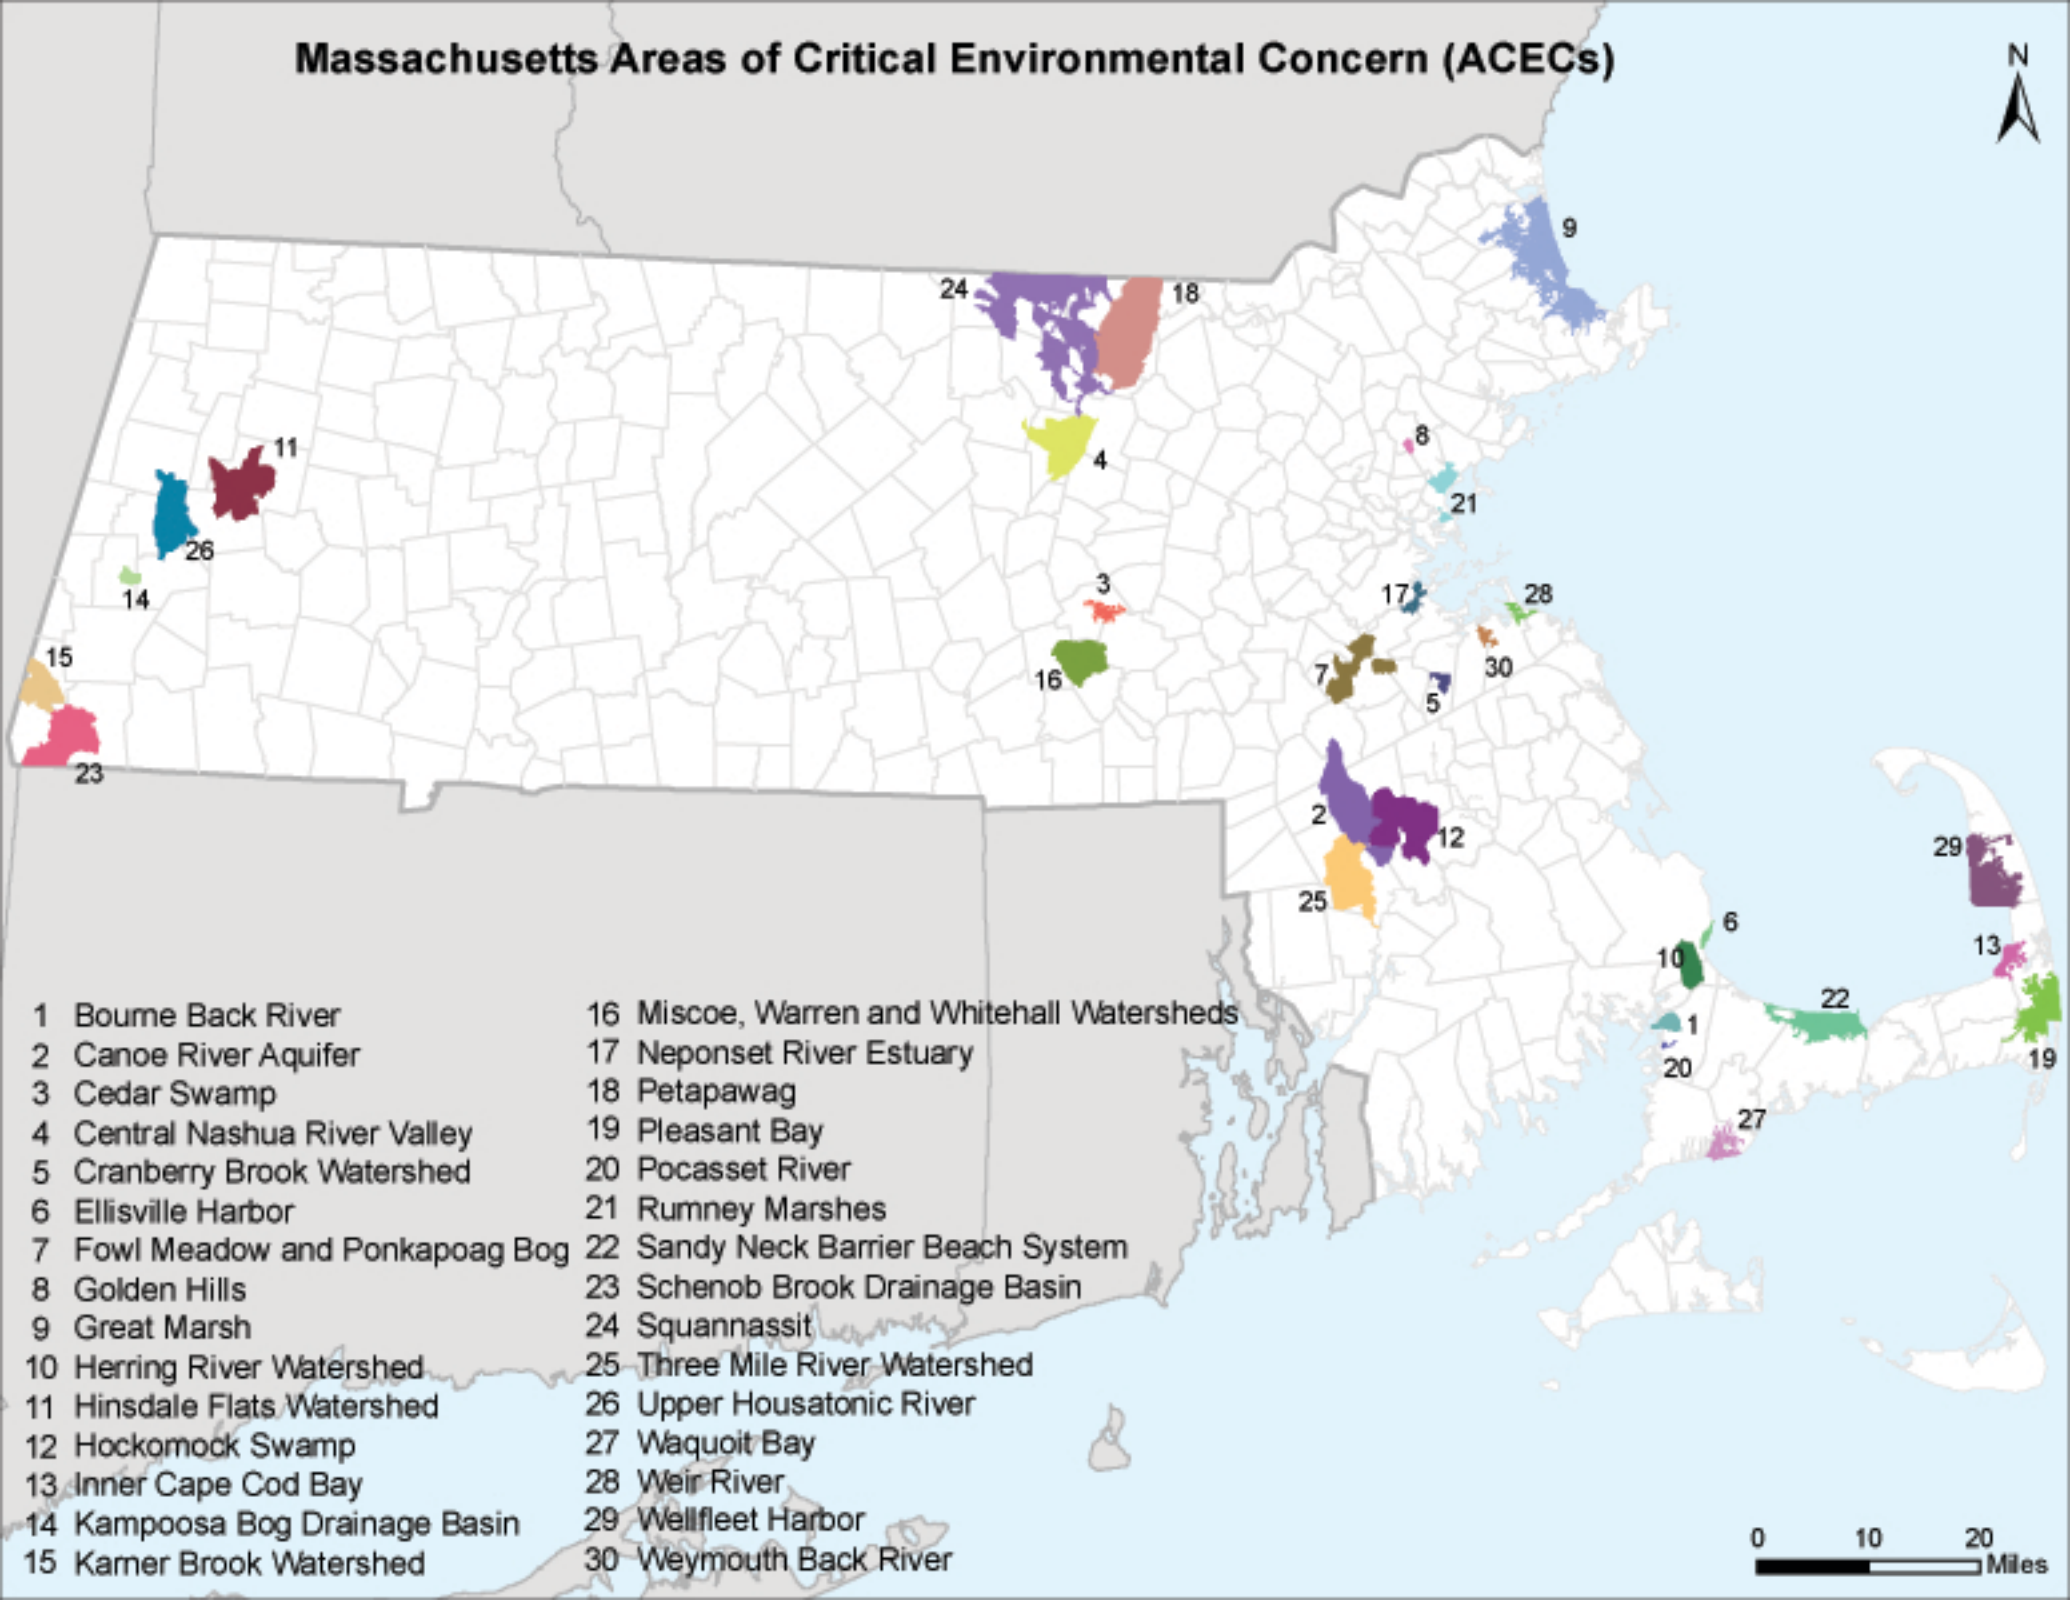 Massachusetts Areas of Critical Environmental Concern (ACECs)
N
9
24
18
11
8
4
21
26
3
17
28
14
15
7
30
16
5
23
2
12
29
25
6
13
10
22
1
19
20
27
1 Bourne Back River
2 Canoe River Aquifer
3 Cedar Swamp
4 Central Nashua River Valley
5 Cranberry Brook Watershed
6 Ellisville Harbor
7 Fowl Meadow and Ponkapoag Bog
8 Golden Hills
9 Great Marsh
10 Herring River Watershed
11 Hinsdale Flats Watershed
12 Hockomock Swamp
13 Inner Cape Cod Bay
14 Kampoosa Bog Drainage Basin
15 Karner Brook Watershed
16 Miscoe, Warren and Whitehall Watersheds
17 Neponset River Estuary
18 Petapawag
19 Pleasant Bay
20 Pocasset River
21 Rumney Marshes
22 Sandy Neck Barrier Beach System
23 Schenob Brook Drainage Basin
24 Squannassit
25 Three Mile River Watershed
26 Upper Housatonic River
27 Waquoit Bay
28 Weir River
29 Wellfleet Harbor
30 Weymouth Back River
0 10 20
Miles